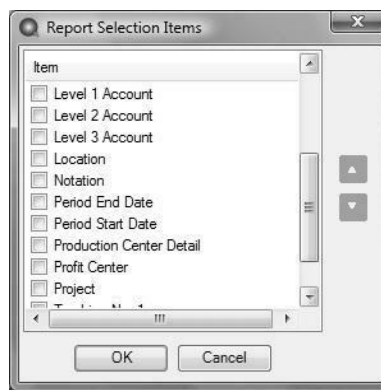 Report Selection Items
Item
Level 1 Account
Level 2 Account
Level 3 Account
Location
Notation
Period End Date
Period Start Date
Production Center Detail
Profit Center
Project
OK
Cancel